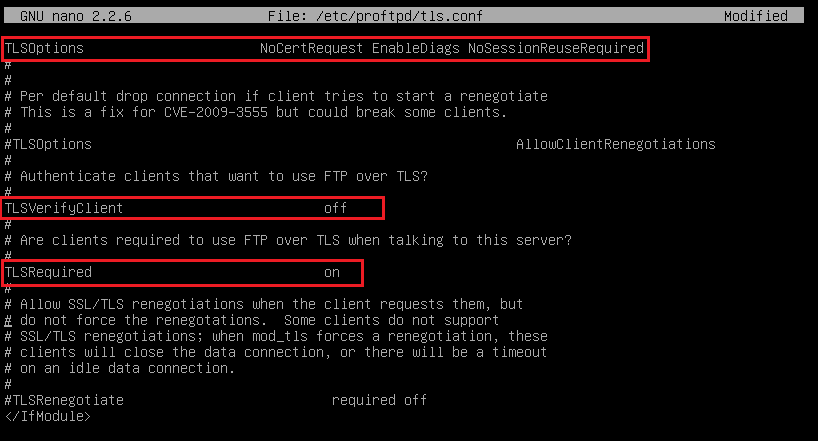 GNU nano 2.2.6 File: /etc/proftpd/tls.conf Modified
TLSOptions NoCertRequest EnableDiags NoSessionReuseRequired
#
#
# Per default drop connection if client tries to start a renegotiate
# This is a fix for CVE-2009-3555 but could break some clients.
#
#TLSOptions AllowClientRenegotiations
#
# Authenticate clients that want to use FTP over TLS?
#
TLSVerifyClient off
#
# Are clients required to use FTP over TLS when talking to this server?
#
TLSRequired on
#
# Allow SSL/TLS renegotiations when the client requests them, but
# do not force the renegotations.  Some clients do not support
# SSL/TLS renegotiations; when mod_tls forces a renegotiation, these
# clients will close the data connection, or there will be a timeout
# on an idle data connection.
#
#TLSRenegotiate required off
</IfModule>